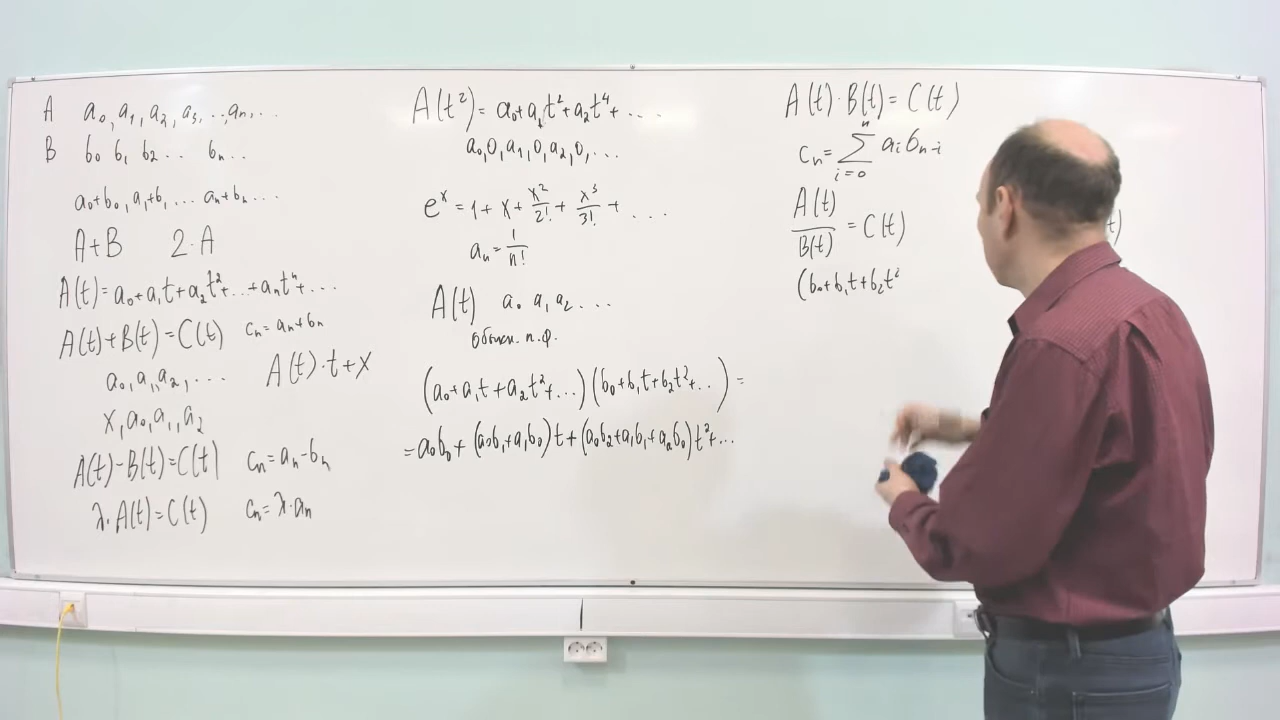 A a₀, a₁, a₂, a₃, ..., aₙ, ...
B b₀ b₁ b₂ ... bₙ ...
a₀+b₀, a₁+b₁, ... aₙ+bₙ ...
A+B 2·A
A(t)=a₀+a₁t+a₂t²+...+aₙtⁿ+...
A(t)+B(t)=C(t) cₙ=aₙ+bₙ
a₀, a₁, a₂, ... A(t)·t+x
x, a₀, a₁, a₂
A(t)-B(t)=C(t) cₙ=aₙ-bₙ
λ·A(t)=C(t) cₙ=λ·aₙ
A(t²)=a₀+a₁t²+a₂t⁴+...
a₀,0,a₁,0,a₂,0,...
eˣ=1+x+x²/2!+x³/3!+...
aₙ=1/n!
A(t) a₀ a₁ a₂ ...
обыкн. п.ф.
(a₀+a₁t+a₂t²+...)(b₀+b₁t+b₂t²+...)=
=a₀b₀+(a₀b₁+a₁b₀)t+(a₀b₂+a₁b₁+a₂b₀)t²+...
A(t)·B(t)=C(t)
cₙ=∑ⁿᵢ₌₀ aᵢbₙ₋ᵢ
A(t)/B(t)=C(t)
t)
(b₀+b₁t+b₂t²